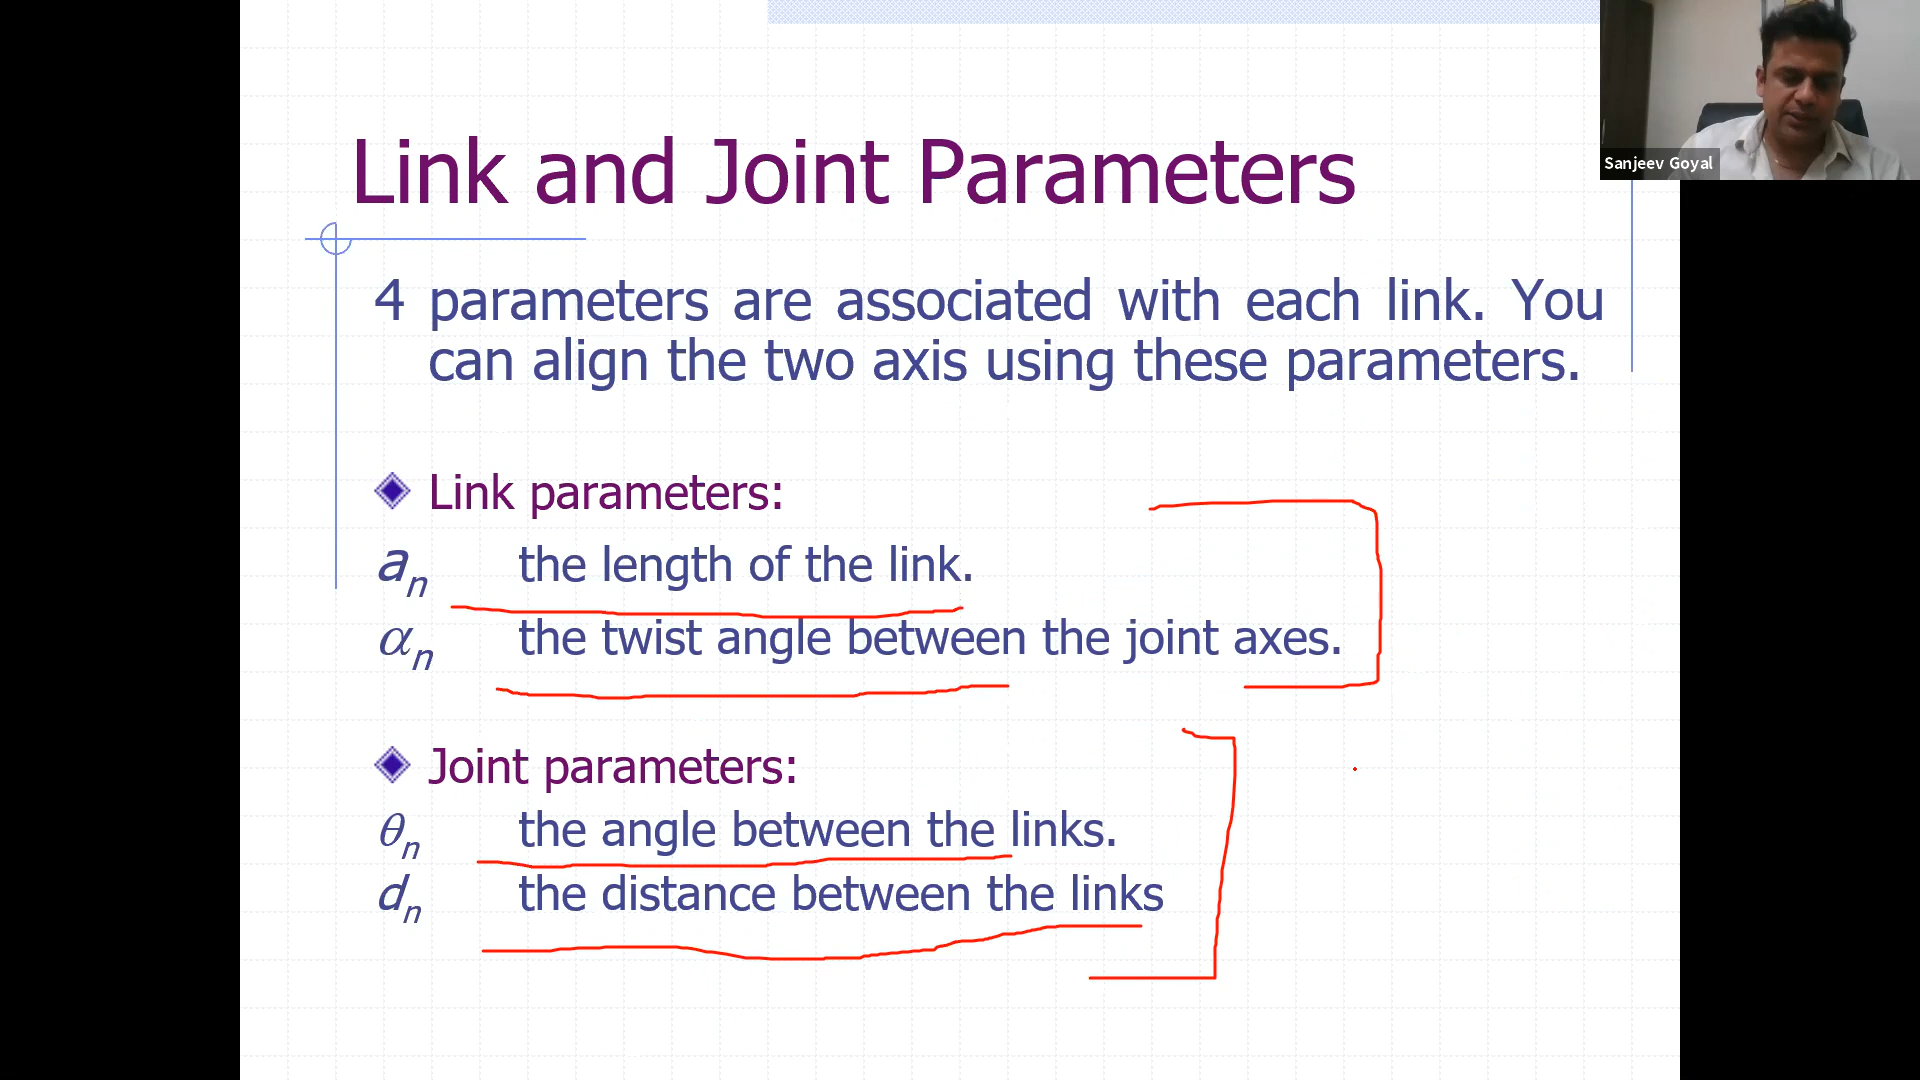 Sanjeev Goyal
Link and Joint Parameters
4 parameters are associated with each link. You
can align the two axis using these parameters.
Link parameters:
aₙ the length of the link.
αₙ the twist angle between the joint axes.
Joint parameters:
θₙ the angle between the links.
dₙ the distance between the links